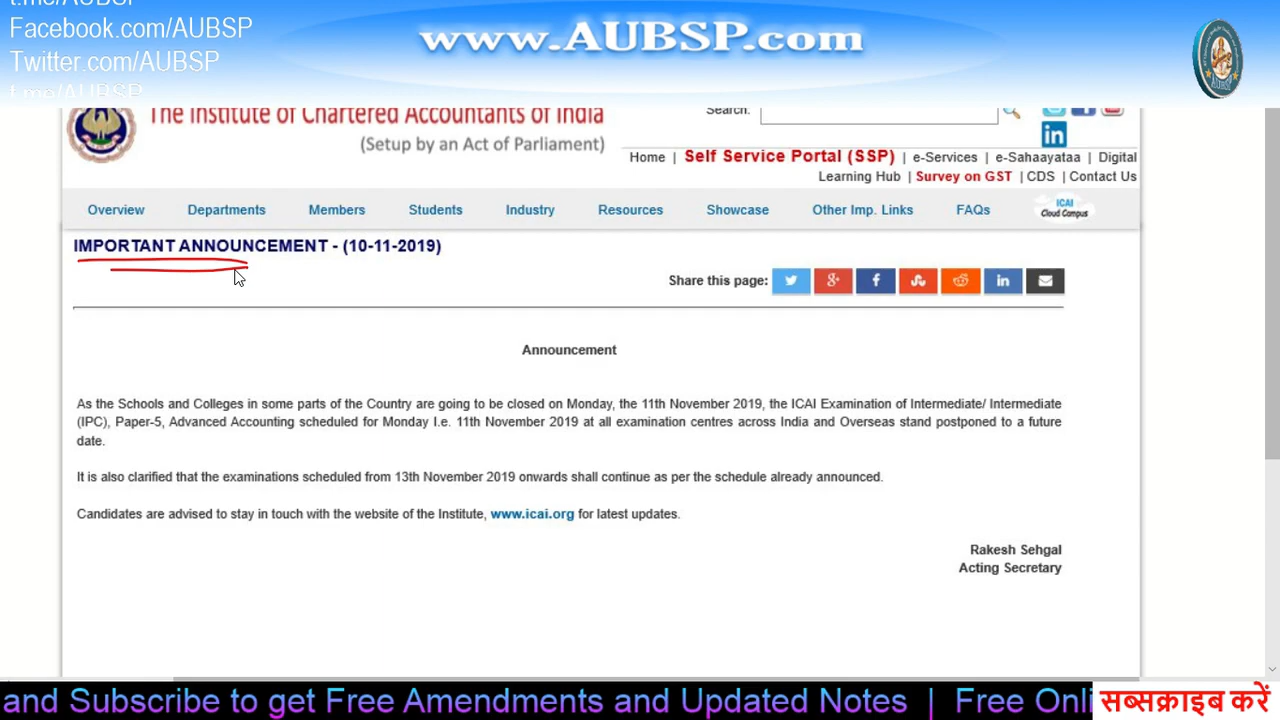 t.me/AUBSP
Facebook.com/AUBSP
Twitter.com/AUBSP
t.me/AUBSP
www.AUBSP.com
AUBSP
The Institute of Chartered Accountants of India
(Setup by an Act of Parliament)
Search:
Home | Self Service Portal (SSP) | e-Services | e-Sahaayataa | Digital
Learning Hub | Survey on GST | CDS | Contact Us
Overview Departments Members Students Industry Resources Showcase Other Imp. Links FAQs ICAI
Cloud Campus
IMPORTANT ANNOUNCEMENT - (10-11-2019)
Share this page:
Announcement
As the Schools and Colleges in some parts of the Country are going to be closed on Monday, the 11th November 2019, the ICAI Examination of Intermediate/ Intermediate
(IPC), Paper-5, Advanced Accounting scheduled for Monday I.e. 11th November 2019 at all examination centres across India and Overseas stand postponed to a future
date.
It is also clarified that the examinations scheduled from 13th November 2019 onwards shall continue as per the schedule already announced.
Candidates are advised to stay in touch with the website of the Institute, www.icai.org for latest updates.
Rakesh Sehgal
Acting Secretary
and Subscribe to get Free Amendments and Updated Notes | Free Onli
सब्सक्राइब करें